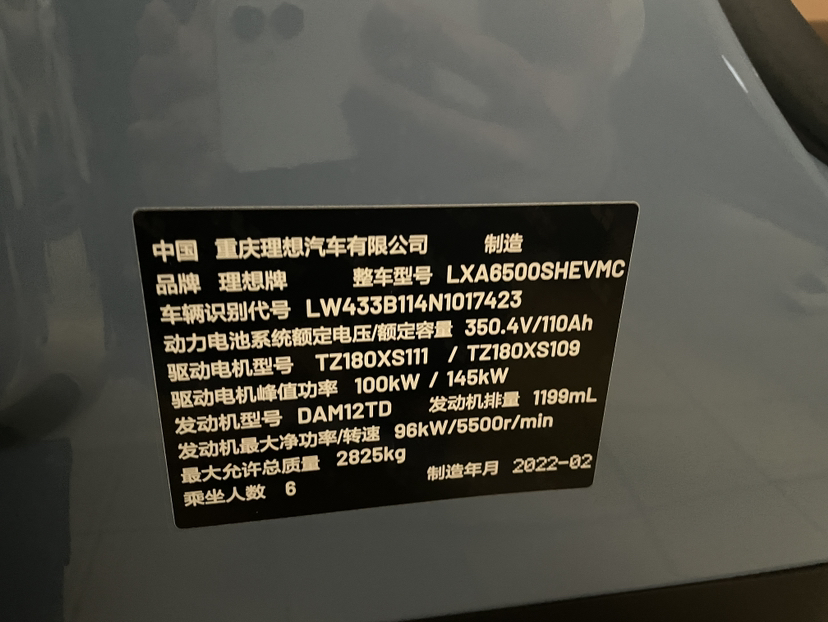 中国 重庆理想汽车有限公司 制造
品牌 理想牌 整车型号 LXA6500SHEVMC
车辆识别代号 LW433B114N1017423
动力电池系统额定电压/额定容量 350.4V/110Ah
驱动电机型号 TZ180XS111 / TZ180XS109
驱动电机峰值功率 100kW / 145kW
发动机型号 DAM12TD 发动机排量 1199mL
发动机最大净功率/转速 96kW/5500r/min
最大允许总质量 2825kg 制造年月 2022-02
乘坐人数 6